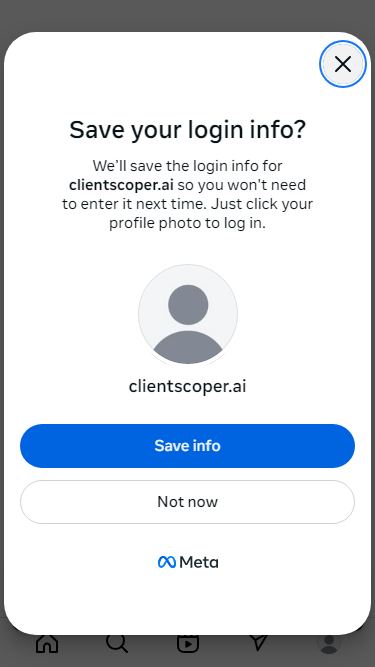 Save your login info?
We'll save the login info for
clientscoper.ai so you won't need
to enter it next time. Just click your
profile photo to log in.
clientscoper.ai
Save info
Not now
Meta